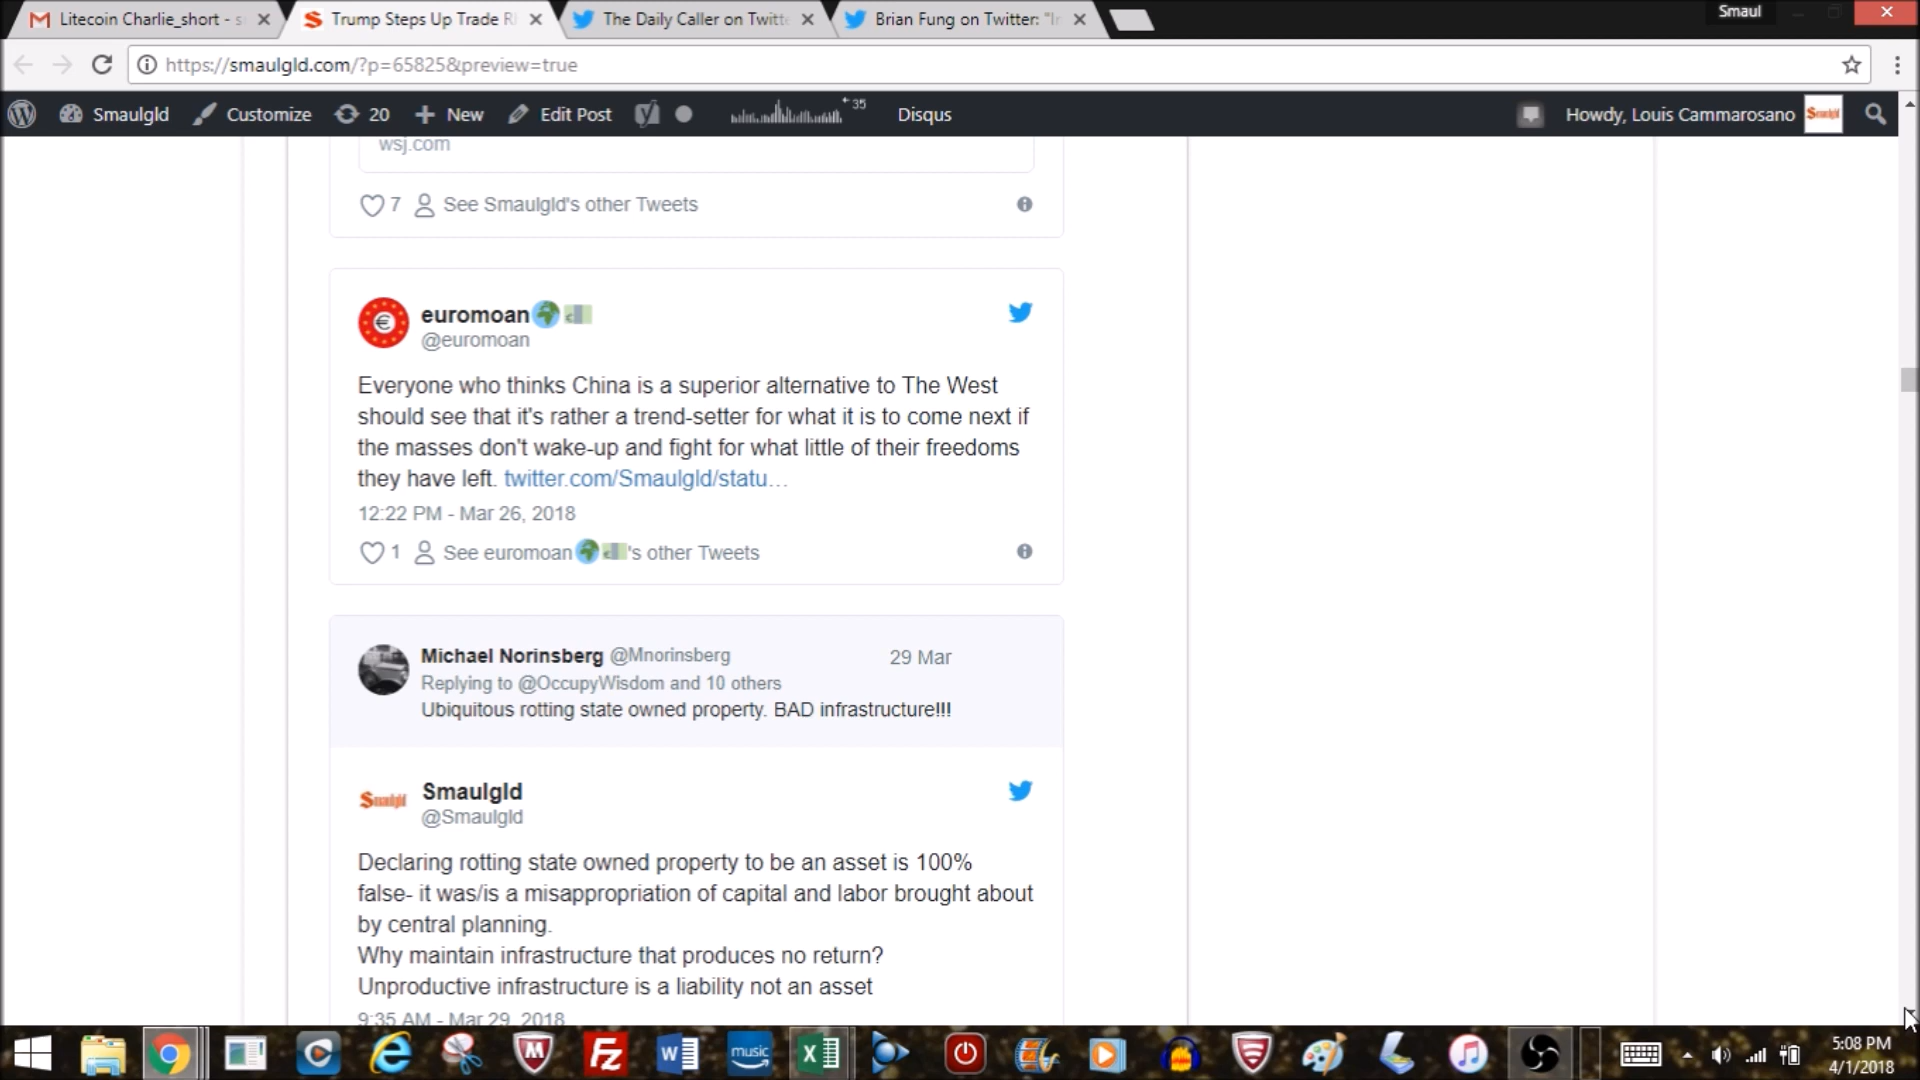 Litecoin Charlie_short - s
Trump Steps Up Trade R
The Daily Caller on Twitt
Brian Fung on Twitter: "In
Smaul
https://smaulgld.com/?p=65825&preview=true
Smaulgld
Customize
20
New
Edit Post
35
Disqus
Howdy, Louis Cammarosano
Smaulgld
wsj.com
7
See Smaulgld's other Tweets
euromoan
@euromoan
Everyone who thinks China is a superior alternative to The West
should see that it's rather a trend-setter for what it is to come next if
the masses don't wake-up and fight for what little of their freedoms
they have left. twitter.com/Smaulgld/statu…
12:22 PM - Mar 26, 2018
1
See euromoan's other Tweets
Michael Norinsberg @Mnorinsberg
29 Mar
Replying to @OccupyWisdom and 10 others
Ubiquitous rotting state owned property. BAD infrastructure!!!
Smaulgld
Smaulgld
@Smaulgld
Declaring rotting state owned property to be an asset is 100%
false- it was/is a misappropriation of capital and labor brought about
by central planning.
Why maintain infrastructure that produces no return?
Unproductive infrastructure is a liability not an asset
9:35 AM - Mar 29, 2018
music
5:08 PM
4/1/2018